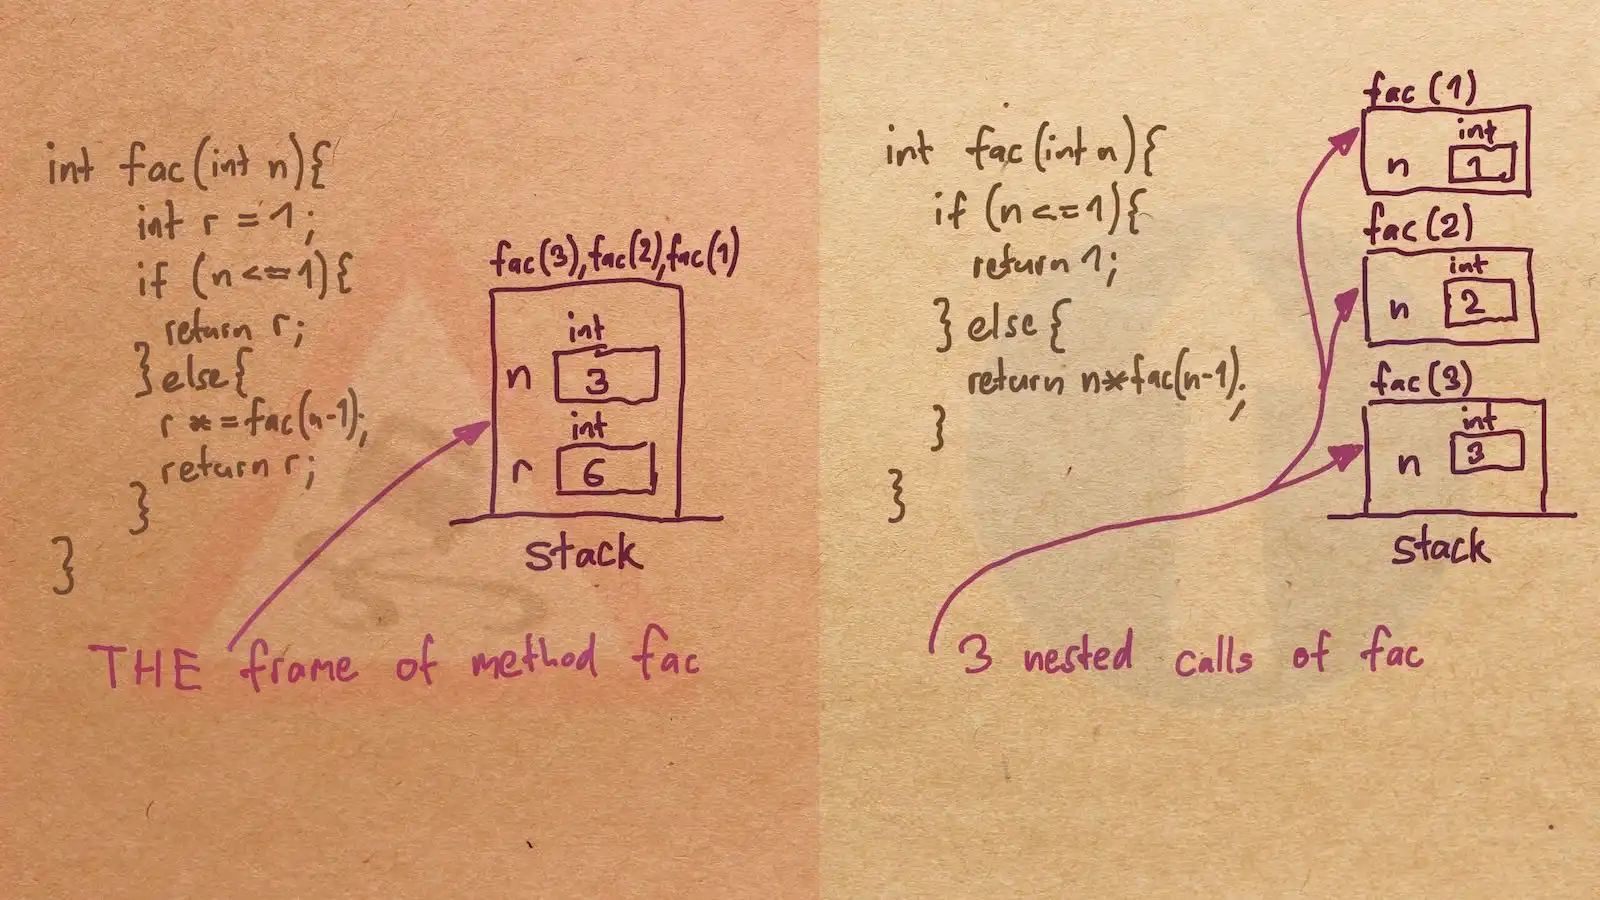 int fac(int n){
int r = 1;
if (n<=1){
return r;
}else{
r *=fac(n-1);
return r;
}
}
fac(3),fac(2),fac(1)
int
n 3
int
r 6
stack
THE frame of method fac
int fac(int n){
if (n<=1){
return 1;
} else {
return n*fac(n-1);
}
}
fac (1)
int
n 1
fac(2)
int
n 2
fac(3)
int
n 3
stack
3 nested calls of fac